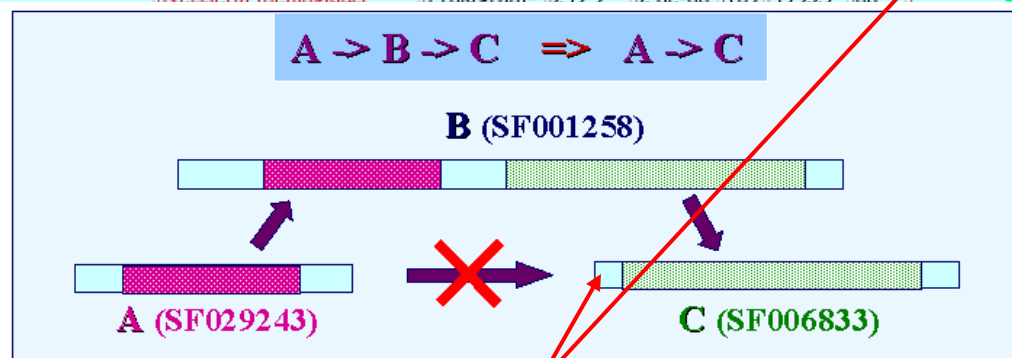 A -> B -> C => A -> C
B (SF001258)
A (SF029243)
C (SF006833)